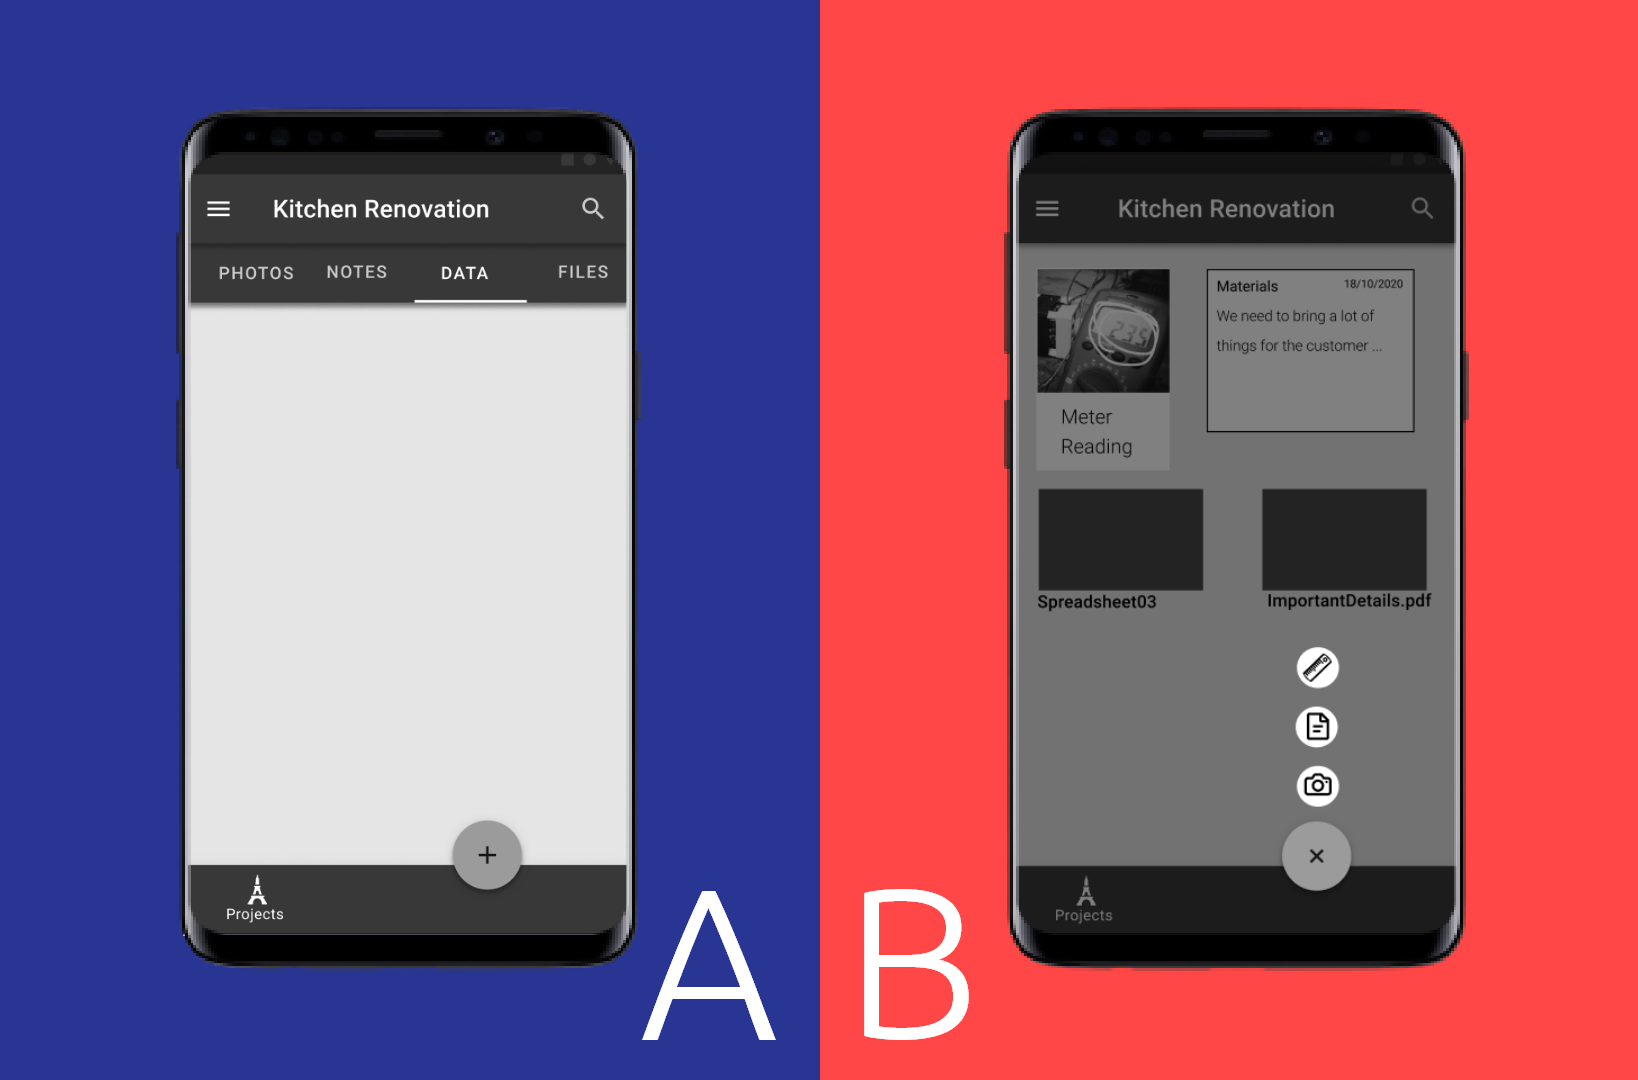 Kitchen Renovation
PHOTOS NOTES DATA FILES
+
Projects
A
Kitchen Renovation
235
Meter
Reading
Materials 18/10/2020
We need to bring a lot of
things for the customer ...
Spreadsheet03
ImportantDetails.pdf
Projects
B